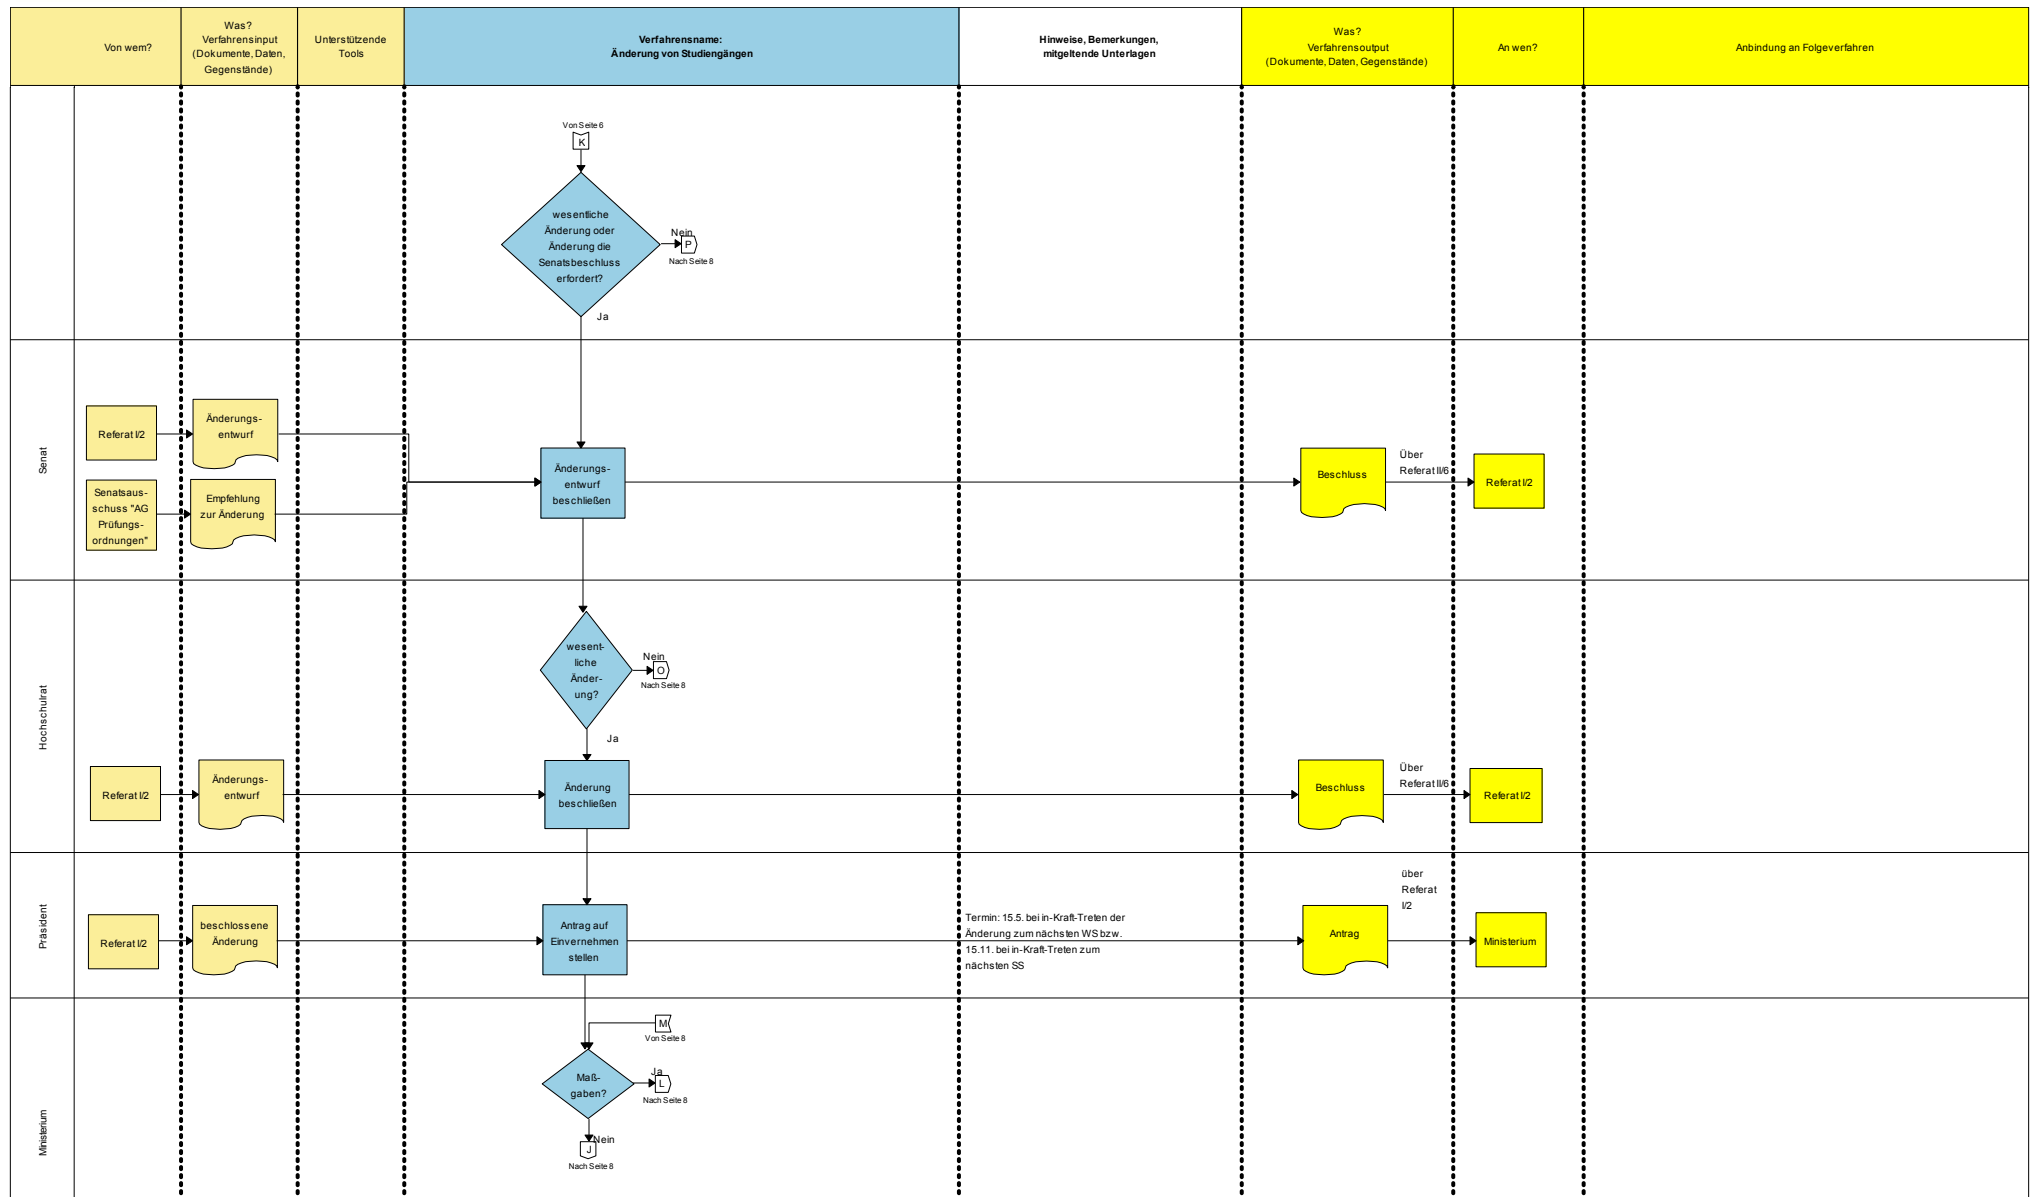 Von wem?
Was?
Verfahrensinput
(Dokumente, Daten,
Gegenstände)
Unterstützende
Tools
Verfahrensname:
Änderung von Studiengängen
Hinweise, Bemerkungen,
mitgeltende Unterlagen
Was?
Verfahrensoutput
(Dokumente, Daten, Gegenstände)
An wen?
Anbindung an Folgeverfahren
Von Seite 6
K
wesentliche
Änderung oder
Änderung die
Senatsbeschluss
erfordert?
Nein
P
Nach Seite 8
Ja
Senat
Referat I/2
Änderungs-
entwurf
Senatsaus-
schuss "AG
Prüfungs-
ordnungen"
Empfehlung
zur Änderung
Änderungs-
entwurf
beschließen
Beschluss
Über
Referat II/6
Referat I/2
Hochschulrat
wesent-
liche
Änder-
ung?
Nein
O
Nach Seite 8
Ja
Referat I/2
Änderungs-
entwurf
Änderung
beschließen
Beschluss
Über
Referat II/6
Referat I/2
Präsident
Referat I/2
beschlossene
Änderung
Antrag auf
Einvernehmen
stellen
Termin: 15.5. bei in-Kraft-Treten der
Änderung zum nächsten WS bzw.
15.11. bei in-Kraft-Treten zum
nächsten SS
Antrag
über
Referat
I/2
Ministerium
Ministerium
M
Von Seite 8
Maß-
gaben?
Ja
L
Nach Seite 8
Nein
J
Nach Seite 8